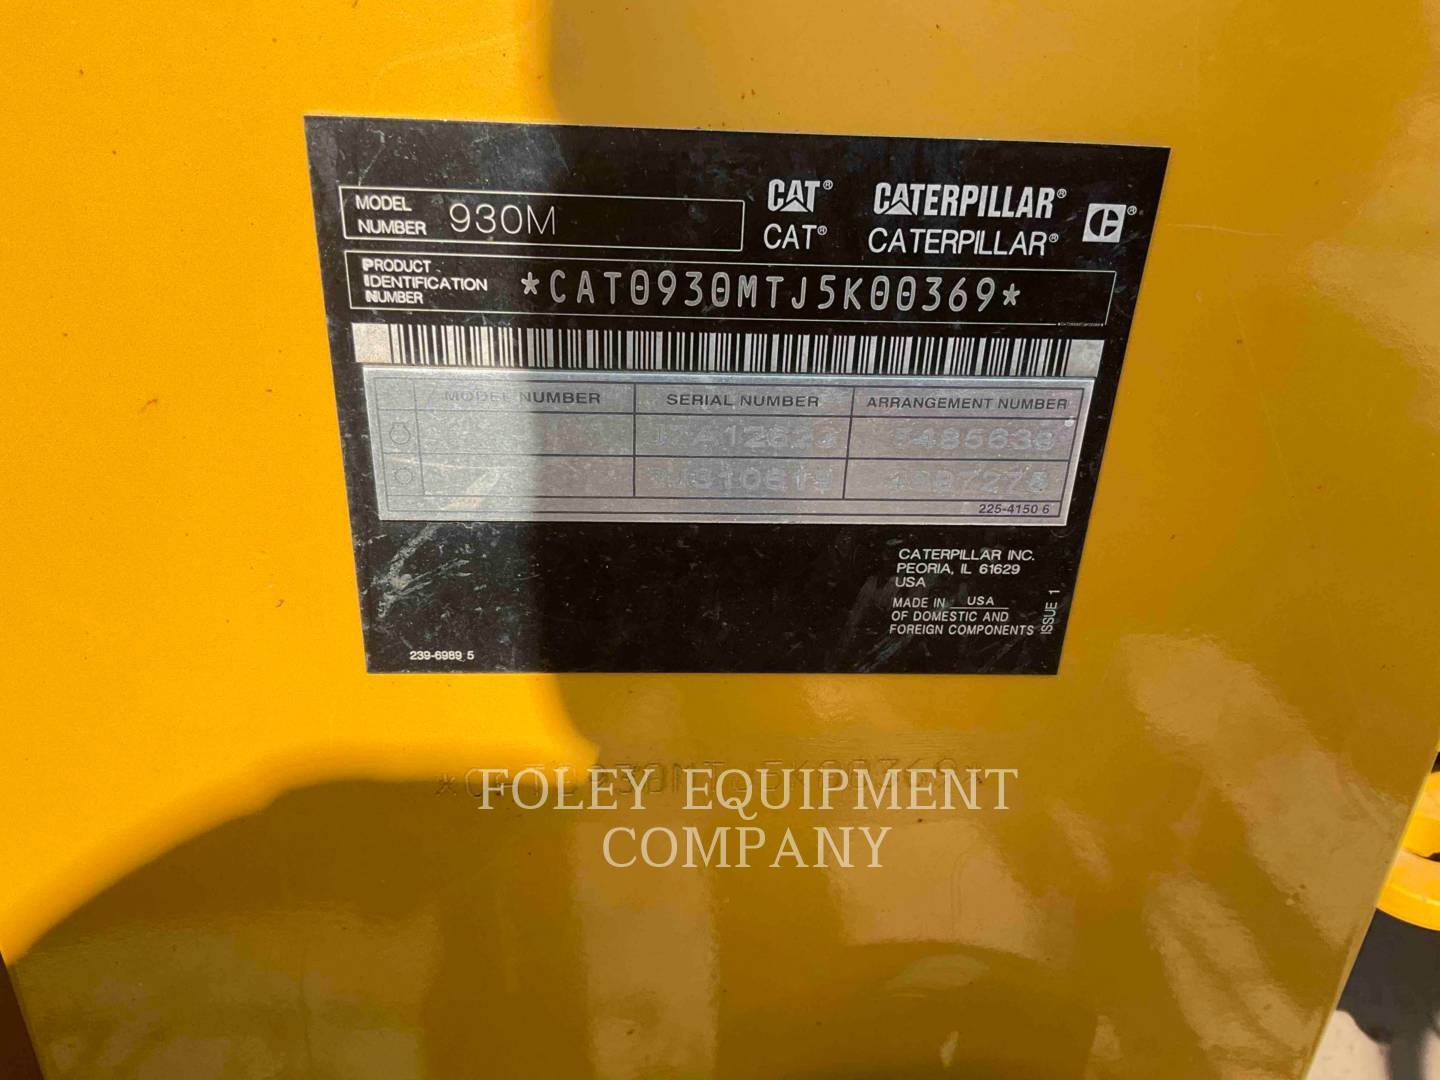 MODEL NUMBER 930M
CAT® CATERPILLAR®
CAT® CATERPILLAR®
PRODUCT IDENTIFICATION NUMBER *CAT0930MTJ5K00369*
MODEL NUMBER SERIAL NUMBER ARRANGEMENT NUMBER
225-4150 6
CATERPILLAR INC.
PEORIA, IL 61629
USA
MADE IN USA
OF DOMESTIC AND
FOREIGN COMPONENTS
ISSUE 1
239-6989 5
*CAT0930MTJ5K00369*
FOLEY EQUIPMENT
COMPANY